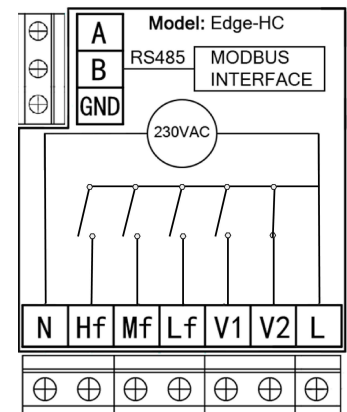 Model: Edge-HC
A
B
GND
RS485
MODBUS
INTERFACE
230VAC
N Hf Mf Lf V1 V2 L